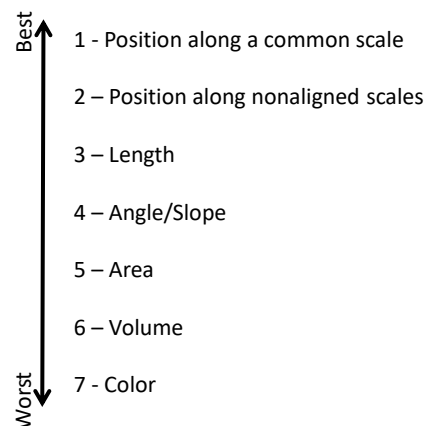 Best
1 - Position along a common scale
2 – Position along nonaligned scales
3 – Length
4 – Angle/Slope
5 – Area
6 – Volume
7 - Color
Worst